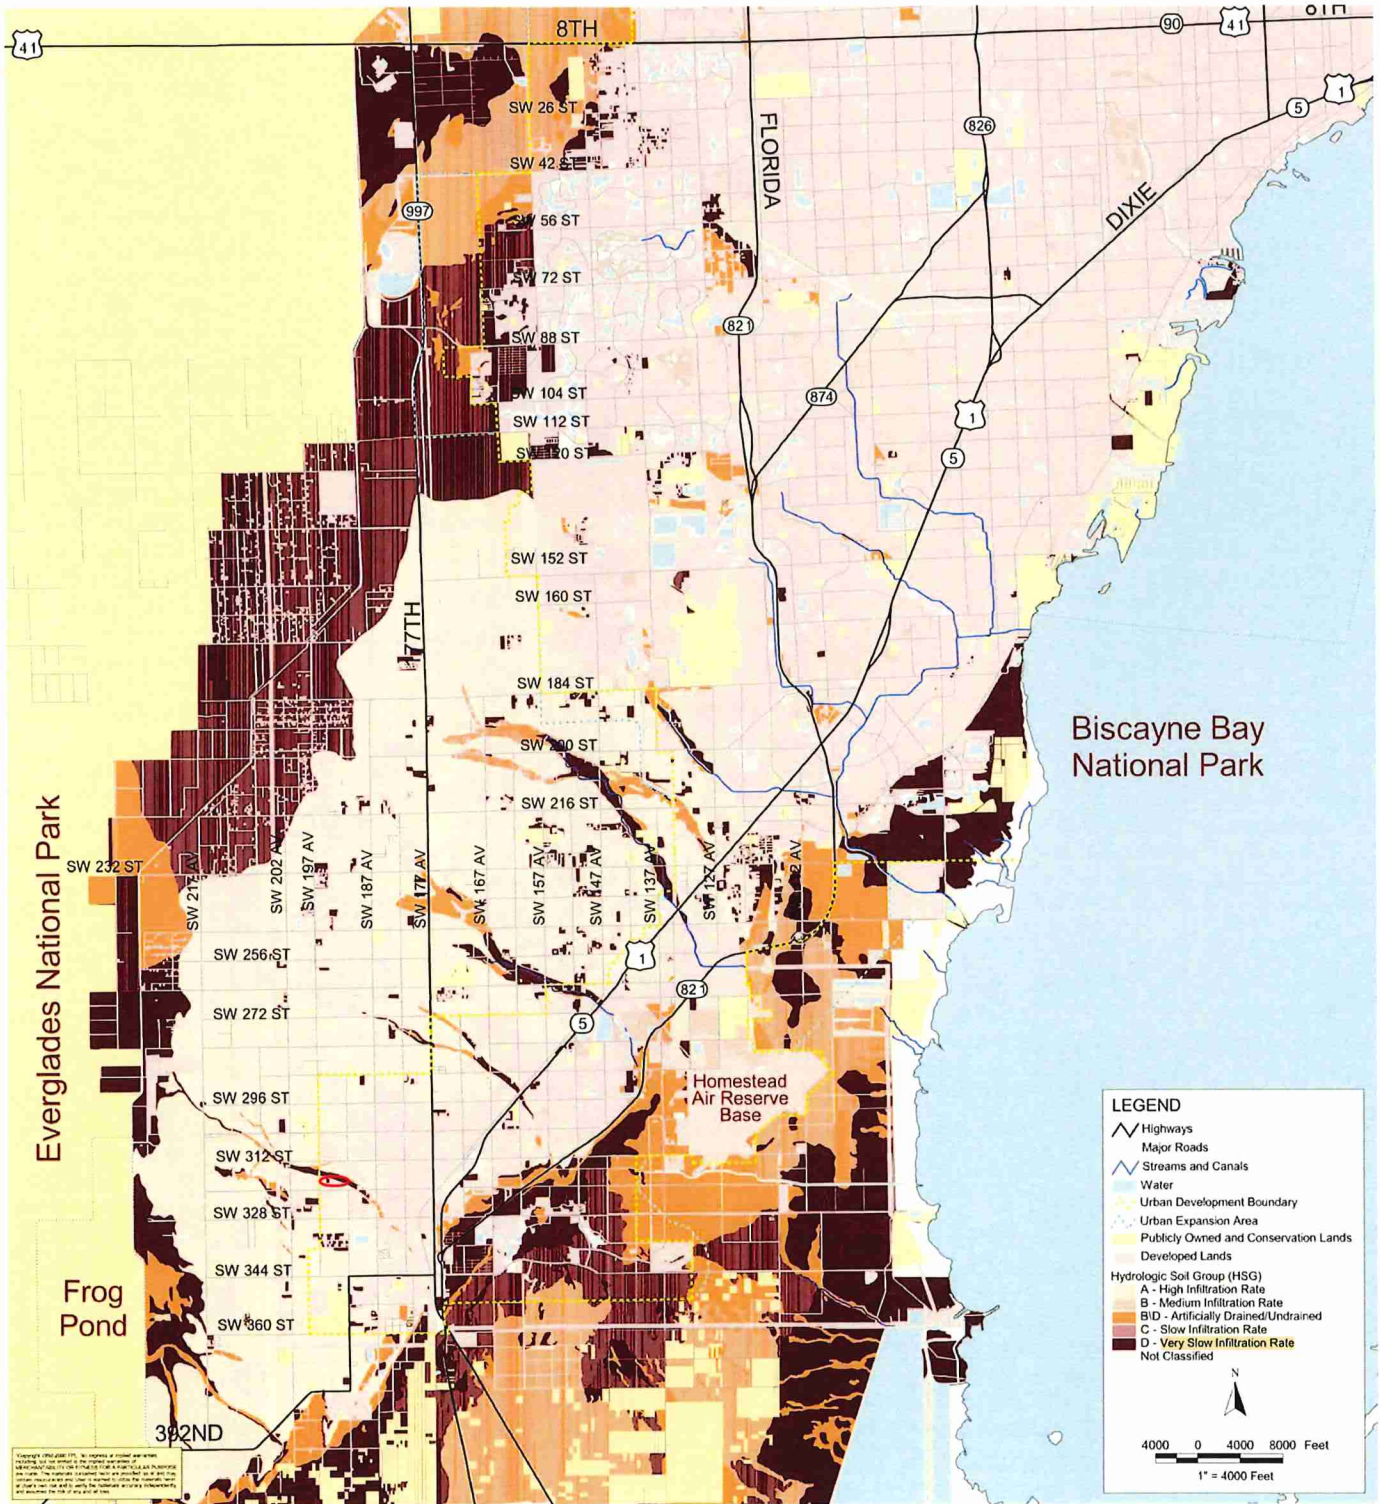 41
8TH
90
41
8TH
1
5
SW 26 ST
826
FLORIDA
SW 42 ST
997
DIXIE
SW 56 ST
SW 72 ST
821
SW 88 ST
874
SW 104 ST
1
SW 112 ST
SW 120 ST
5
SW 152 ST
SW 160 ST
177TH
SW 184 ST
SW 200 ST
Biscayne Bay
National Park
SW 216 ST
Everglades National Park
SW 232 ST
SW 217 AV
SW 202 AV
SW 197 AV
SW 187 AV
SW 177 AV
SW 167 AV
SW 157 AV
SW 147 AV
SW 137 AV
SW 127 AV
AV
SW 256 ST
1
821
SW 272 ST
5
Homestead
Air Reserve
Base
SW 296 ST
SW 312 ST
SW 328 ST
SW 344 ST
Frog
Pond
SW 360 ST
392ND
LEGEND
Highways
Major Roads
Streams and Canals
Water
Urban Development Boundary
Urban Expansion Area
Publicly Owned and Conservation Lands
Developed Lands
Hydrologic Soil Group (HSG)
A - High Infiltration Rate
B - Medium Infiltration Rate
B\D - Artificially Drained/Undrained
C - Slow Infiltration Rate
D - Very Slow Infiltration Rate
Not Classified
N
4000 0 4000 8000 Feet
1" = 4000 Feet